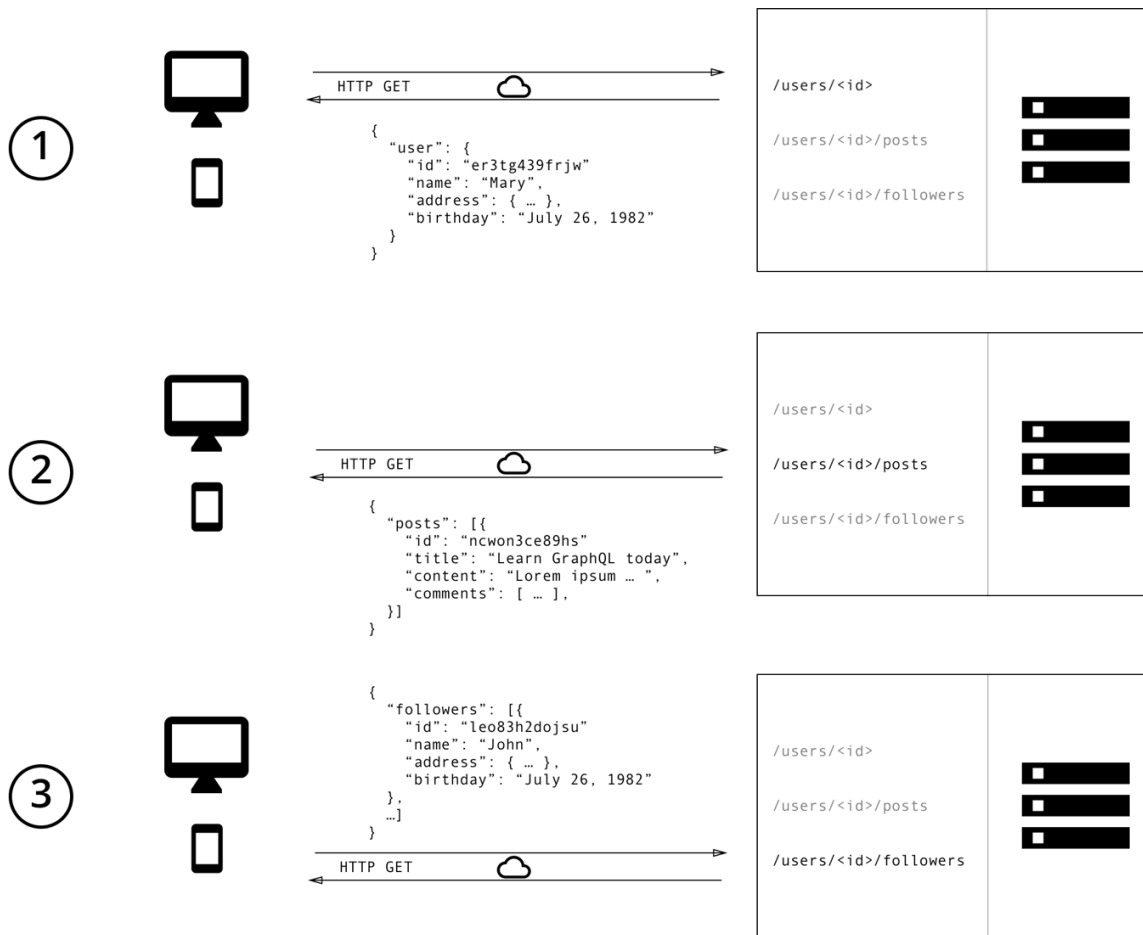 1
HTTP GET
{
“user”: {
“id”: “er3tg439frjw”
“name”: “Mary”,
“address”: { … },
“birthday”: “July 26, 1982”
}
}
/users/<id>
/users/<id>/posts
/users/<id>/followers
2
HTTP GET
{
“posts”: [{
“id”: “ncwon3ce89hs”
“title”: “Learn GraphQL today”,
“content”: “Lorem ipsum … ”,
“comments”: [ … ],
}]
}
/users/<id>
/users/<id>/posts
/users/<id>/followers
3
{
“followers”: [{
“id”: “leo83h2dojsu”
“name”: “John”,
“address”: { … },
“birthday”: “July 26, 1982”
},
…]
}
HTTP GET
/users/<id>
/users/<id>/posts
/users/<id>/followers